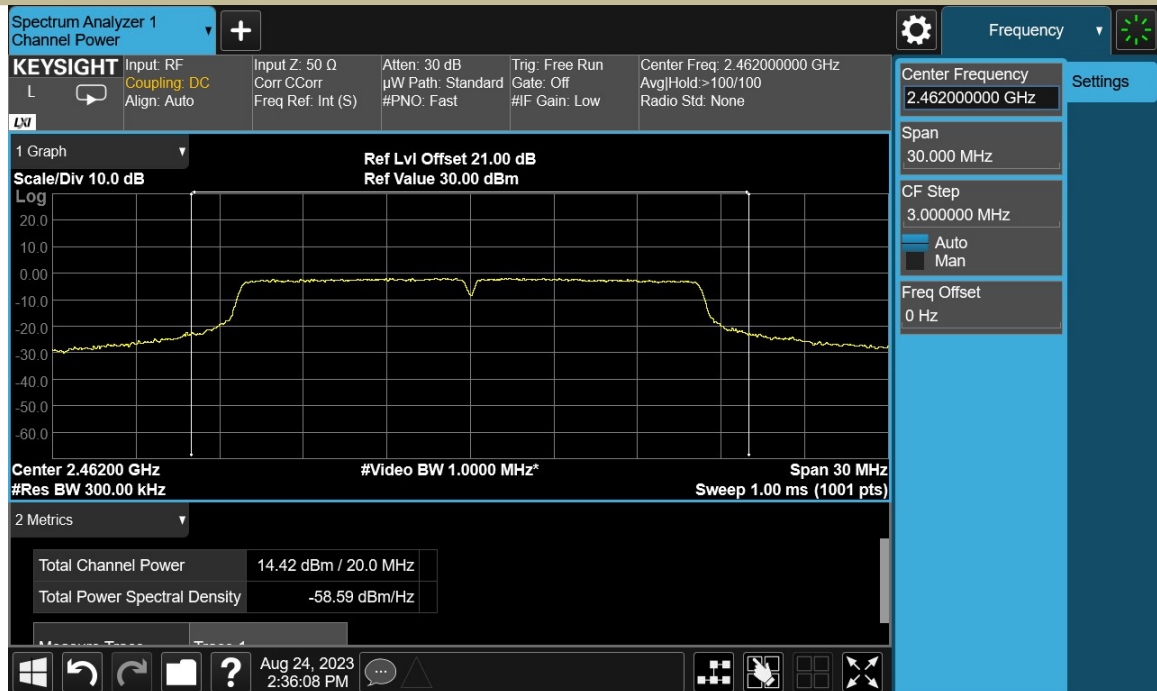 Spectrum Analyzer 1
Channel Power
+
Frequency
KEYSIGHT
L
LXI
Input: RF
Coupling: DC
Align: Auto
Input Z: 50 Ω
Corr CCorr
Freq Ref: Int (S)
Atten: 30 dB
µW Path: Standard
#PNO: Fast
Trig: Free Run
Gate: Off
#IF Gain: Low
Center Freq: 2.462000000 GHz
Avg|Hold:>100/100
Radio Std: None
Center Frequency
2.462000000 GHz
Settings
Span
30.000 MHz
CF Step
3.000000 MHz
Auto
Man
Freq Offset
0 Hz
1 Graph
Scale/Div 10.0 dB
Ref Lvl Offset 21.00 dB
Ref Value 30.00 dBm
Log
20.0
10.0
0.00
-10.0
-20.0
-30.0
-40.0
-50.0
-60.0
Center 2.46200 GHz
#Res BW 300.00 kHz
#Video BW 1.0000 MHz*
Span 30 MHz
Sweep 1.00 ms (1001 pts)
2 Metrics
Total Channel Power 14.42 dBm / 20.0 MHz
Total Power Spectral Density -58.59 dBm/Hz
?
Aug 24, 2023
2:36:08 PM